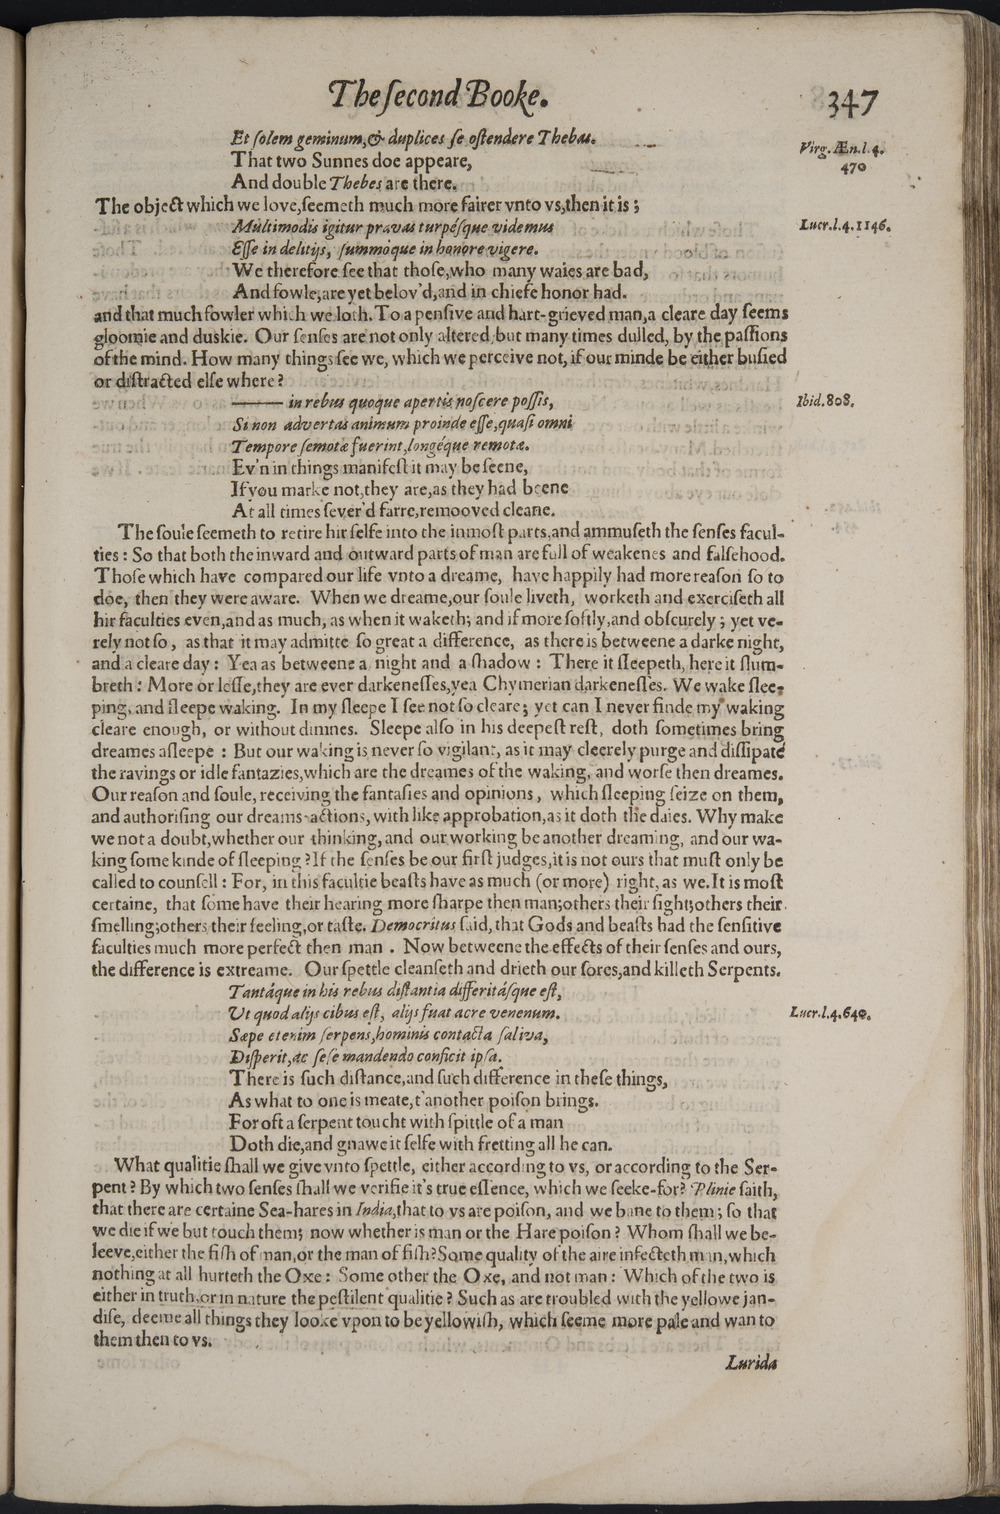 The ſecond Booke.
347
Et ſolem geminum, & duplices ſe oſtendere Thebas.
Virg. Æn. l. 4.
470
That two Sunnes doe appeare,
And double Thebes are there.
The object which we love, ſeemeth much more fairer vnto vs, then it is;
Multimodis igitur pravas turpéſque videmus
Lucr. l. 4. 1146.
Eſſe in delitijs, ſummóque in honore vigere.
We therefore ſee that thoſe, who many waies are bad,
And fowle, are yet belov'd, and in chiefe honor had.
and that much fowler which we loth. To a penſive and hart-grieved man, a cleare day ſeems
gloomie and duskie. Our ſenſes are not only altered, but many times dulled, by the paſſions
of the mind. How many things ſee we, which we perceive not, if our minde be either buſied
or diſtracted elſe where?
——— in rebus quoque apertis noſcere poſſis,
Ibid. 808.
Si non advertas animum proinde eſſe, quaſi omni
Tempore ſemotæ fuerint, longéque remotæ.
Ev'n in things manifeſt it may be ſeene,
If you marke not, they are, as they had beene
At all times ſever'd farre, remooved cleane.
The ſoule ſeemeth to retire hir ſelfe into the inmoſt parts, and ammuſeth the ſenſes facul-
ties: So that both the inward and outward parts of man are full of weakenes and falſehood.
Thoſe which have compared our life vnto a dreame, have happily had more reaſon ſo to
doe, then they were aware. When we dreame, our ſoule liveth, worketh and exerciſeth all
hir faculties even, and as much, as when it waketh; and if more ſoftly, and obſcurely; yet ve-
rely not ſo, as that it may admitte ſo great a difference, as there is betweene a darke night,
and a cleare day: Yea as betweene a night and a ſhadow: There it ſleepeth, here it ſlum-
breth: More or leſſe, they are ever darkeneſſes, yea Chymerian darkeneſſes. We wake ſlee-
ping, and ſleepe waking. In my ſleepe I ſee not ſo cleare; yet can I never finde my waking
cleare enough, or without dimnes. Sleepe alſo in his deepeſt reſt, doth ſometimes bring
dreames aſleepe: But our waking is never ſo vigilant, as it may cleerely purge and diſſipate
the ravings or idle fantazies, which are the dreames of the waking, and worſe then dreames.
Our reaſon and ſoule, receiving the fantaſies and opinions, which ſleeping ſeize on them,
and authoriſing our dreams actions, with like approbation, as it doth the daies. Why make
we not a doubt, whether our thinking, and our working be another dreaming, and our wa-
king ſome kinde of ſleeping? If the ſenſes be our firſt judges, it is not ours that muſt only be
called to counſell: For, in this facultie beaſts have as much (or more) right, as we. It is moſt
certaine, that ſome have their hearing more ſharpe then man; others their ſight; others their
ſmelling; others their feeling, or taſte. Democritus ſaid, that Gods and beaſts had the ſenſitive
faculties much more perfect then man. Now betweene the effects of their ſenſes and ours,
the difference is extreame. Our ſpettle cleanſeth and drieth our ſores, and killeth Serpents.
Tantáque in his rebus diſtantia differitáſque eſt,
Ut quod alijs cibus eſt, alijs fuat acre venenum.
Lucr. l. 4. 640.
Sæpe etenim ſerpens, hominis contacta ſaliva,
Diſperit, ac ſeſe mandendo conficit ipſa.
There is ſuch diſtance, and ſuch difference in theſe things,
As what to one is meate, t'another poiſon brings.
For oft a ſerpent toucht with ſpittle of a man
Doth die, and gnawe it ſelfe with fretting all he can.
What qualitie ſhall we give vnto ſpettle, either according to vs, or according to the Ser-
pent? By which two ſenſes ſhall we verifie it's true eſſence, which we ſeeke-for? Plinie ſaith,
that there are certaine Sea-hares in India, that to vs are poiſon, and we bane to them; ſo that
we die if we but touch them; now whether is man or the Hare poiſon? Whom ſhall we be-
leeve, either the fiſh of man, or the man of fiſh? Some quality of the aire infecteth man, which
nothing at all hurteth the Oxe: Some other the Oxe, and not man: Which of the two is
either in truth, or in nature the peſtilent qualitie? Such as are troubled with the yellowe jan-
diſe, deeme all things they looke vpon to be yellowiſh, which ſeeme more pale and wan to
them then to vs.
Lurida